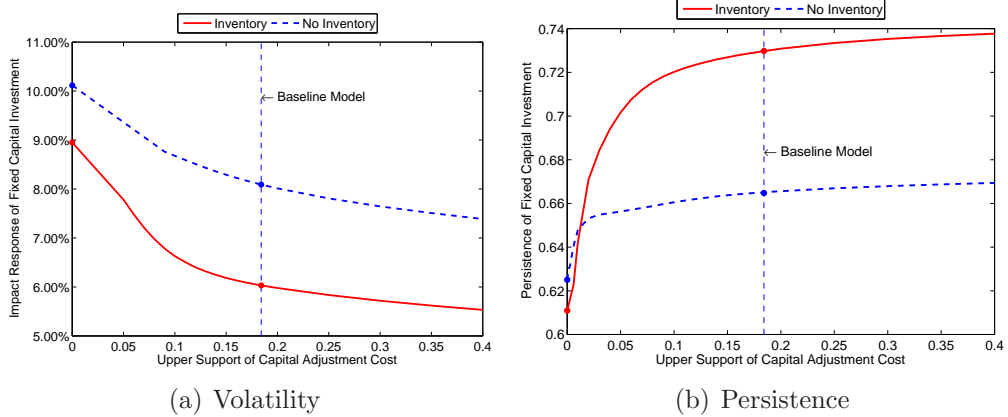 Inventory No Inventory
11.00%
10.00%
9.00%
8.00%
7.00%
6.00%
5.00%
Impact Response of Fixed Capital Investment
← Baseline Model
0 0.05 0.1 0.15 0.2 0.25 0.3 0.35 0.4
Upper Support of Capital Adjustment Cost
(a) Volatility
Inventory No Inventory
0.74
0.72
0.7
0.68
0.66
0.64
0.62
0.6
Persistence of Fixed Capital Investment
← Baseline Model
0 0.05 0.1 0.15 0.2 0.25 0.3 0.35 0.4
Upper Support of Capital Adjustment Cost
(b) Persistence